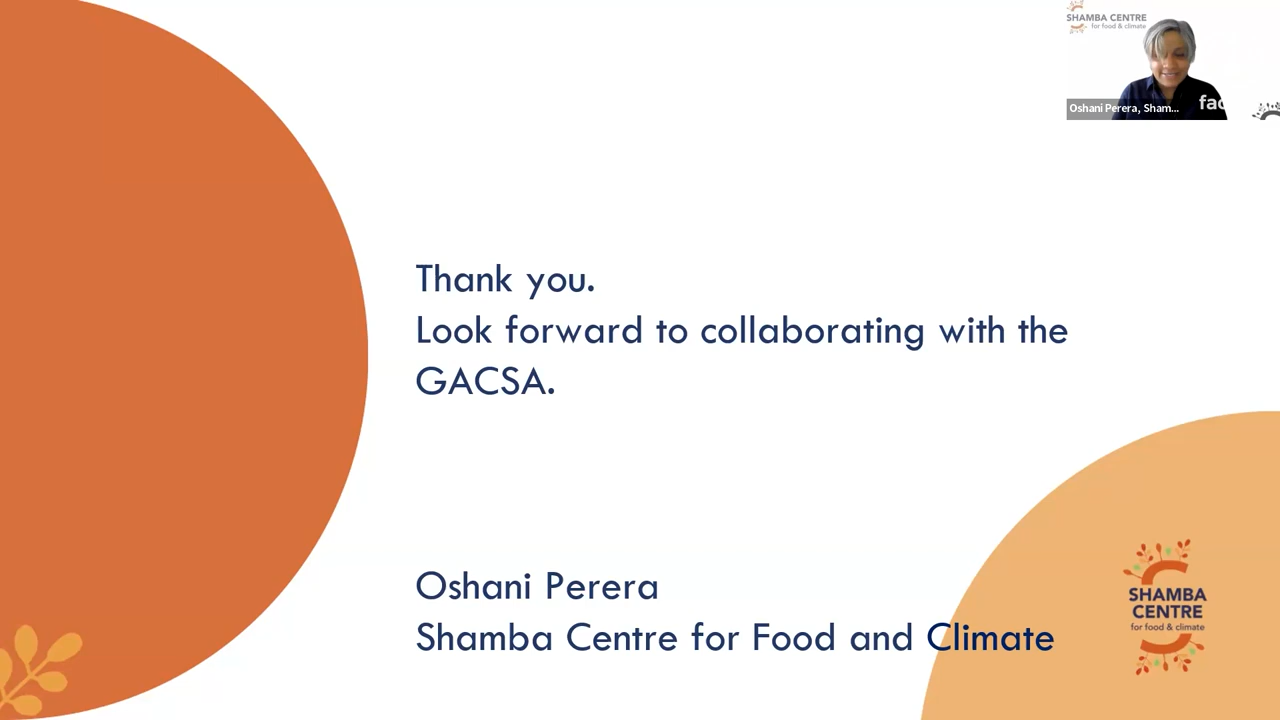 SHAMBA CENTRE
for food & climate
Oshani Perera, Sham...
Thank you.
Look forward to collaborating with the
GACSA.
Oshani Perera
Shamba Centre for Food and Climate
SHAMBA
CENTRE
for food & climate